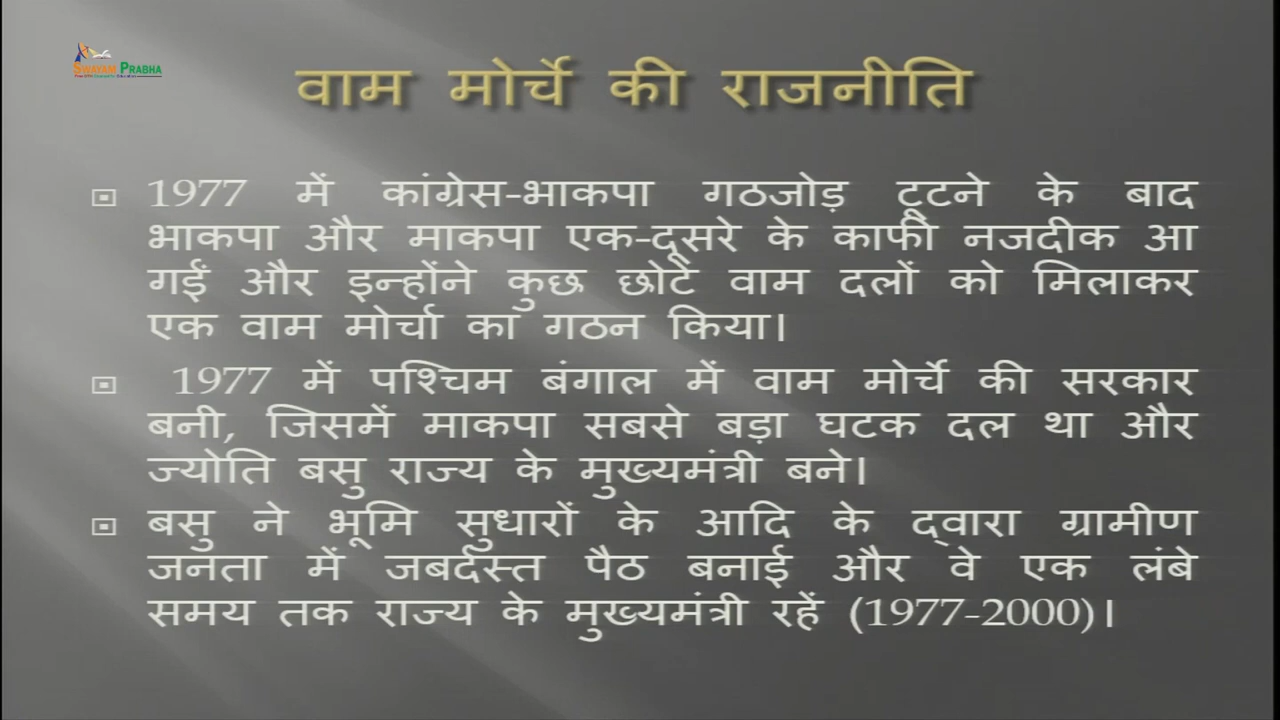 SWAYAM PRABHA
वाम मोर्चे की राजनीति
1977 में कांग्रेस-भाकपा गठजोड़ टूटने के बाद
भाकपा और माकपा एक-दूसरे के काफी नजदीक आ
गईं और इन्होंने कुछ छोटे वाम दलों को मिलाकर
एक वाम मोर्चा का गठन किया।
1977 में पश्चिम बंगाल में वाम मोर्चे की सरकार
बनी, जिसमें माकपा सबसे बड़ा घटक दल था और
ज्योति बसु राज्य के मुख्यमंत्री बने।
बसु ने भूमि सुधारों के आदि के द्वारा ग्रामीण
जनता में जबर्दस्त पैठ बनाई और वे एक लंबे
समय तक राज्य के मुख्यमंत्री रहें (1977-2000)।